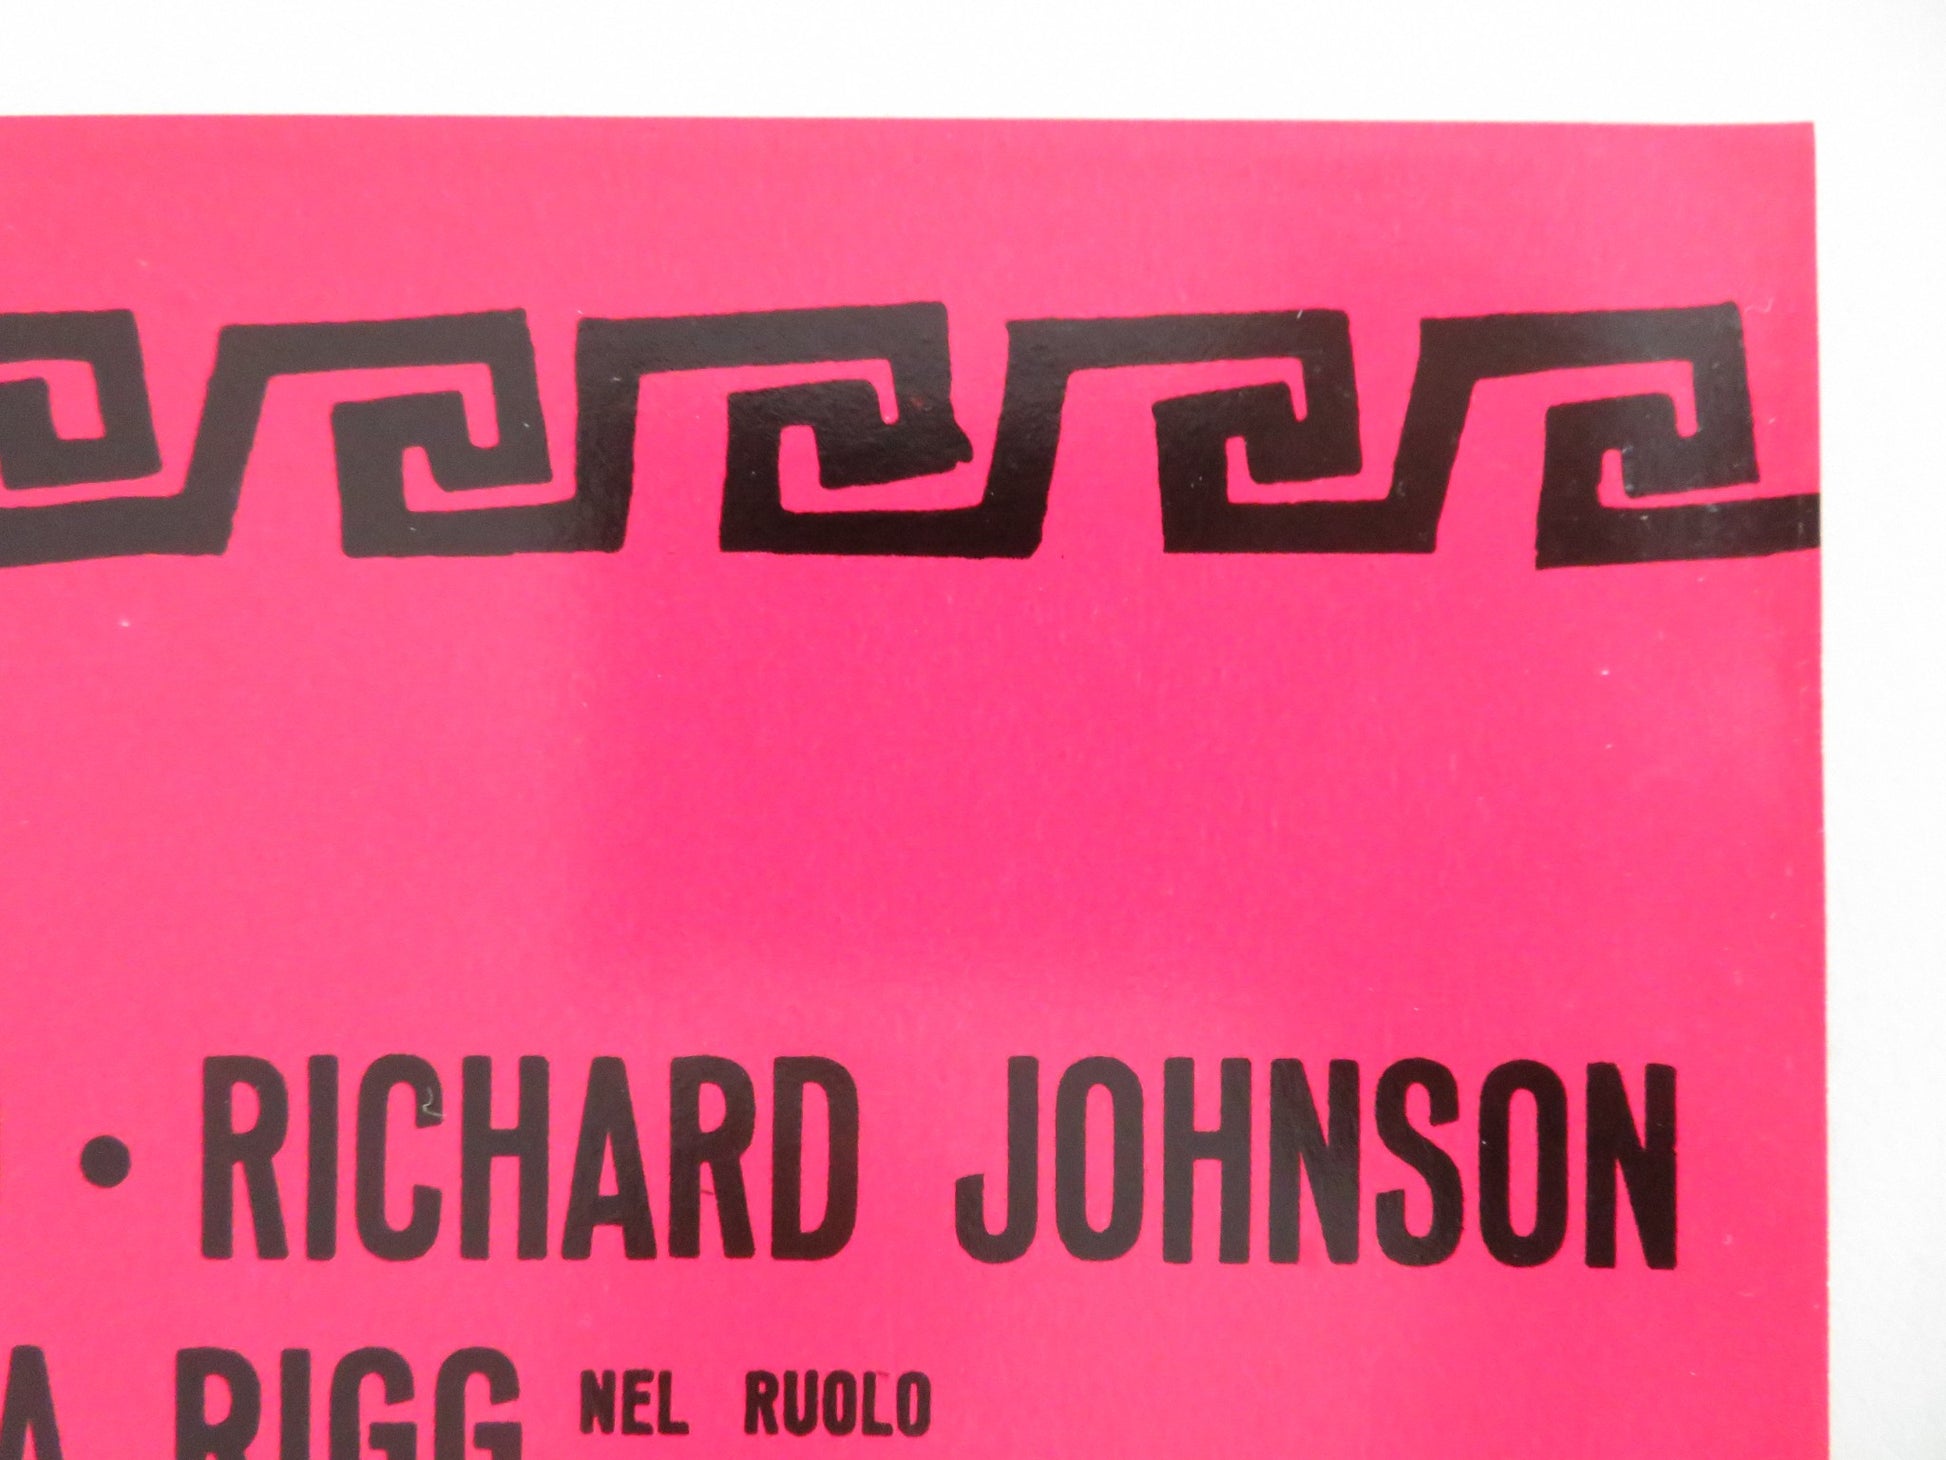 • RICHARD JOHNSON
A RIGG NEL RUOLO